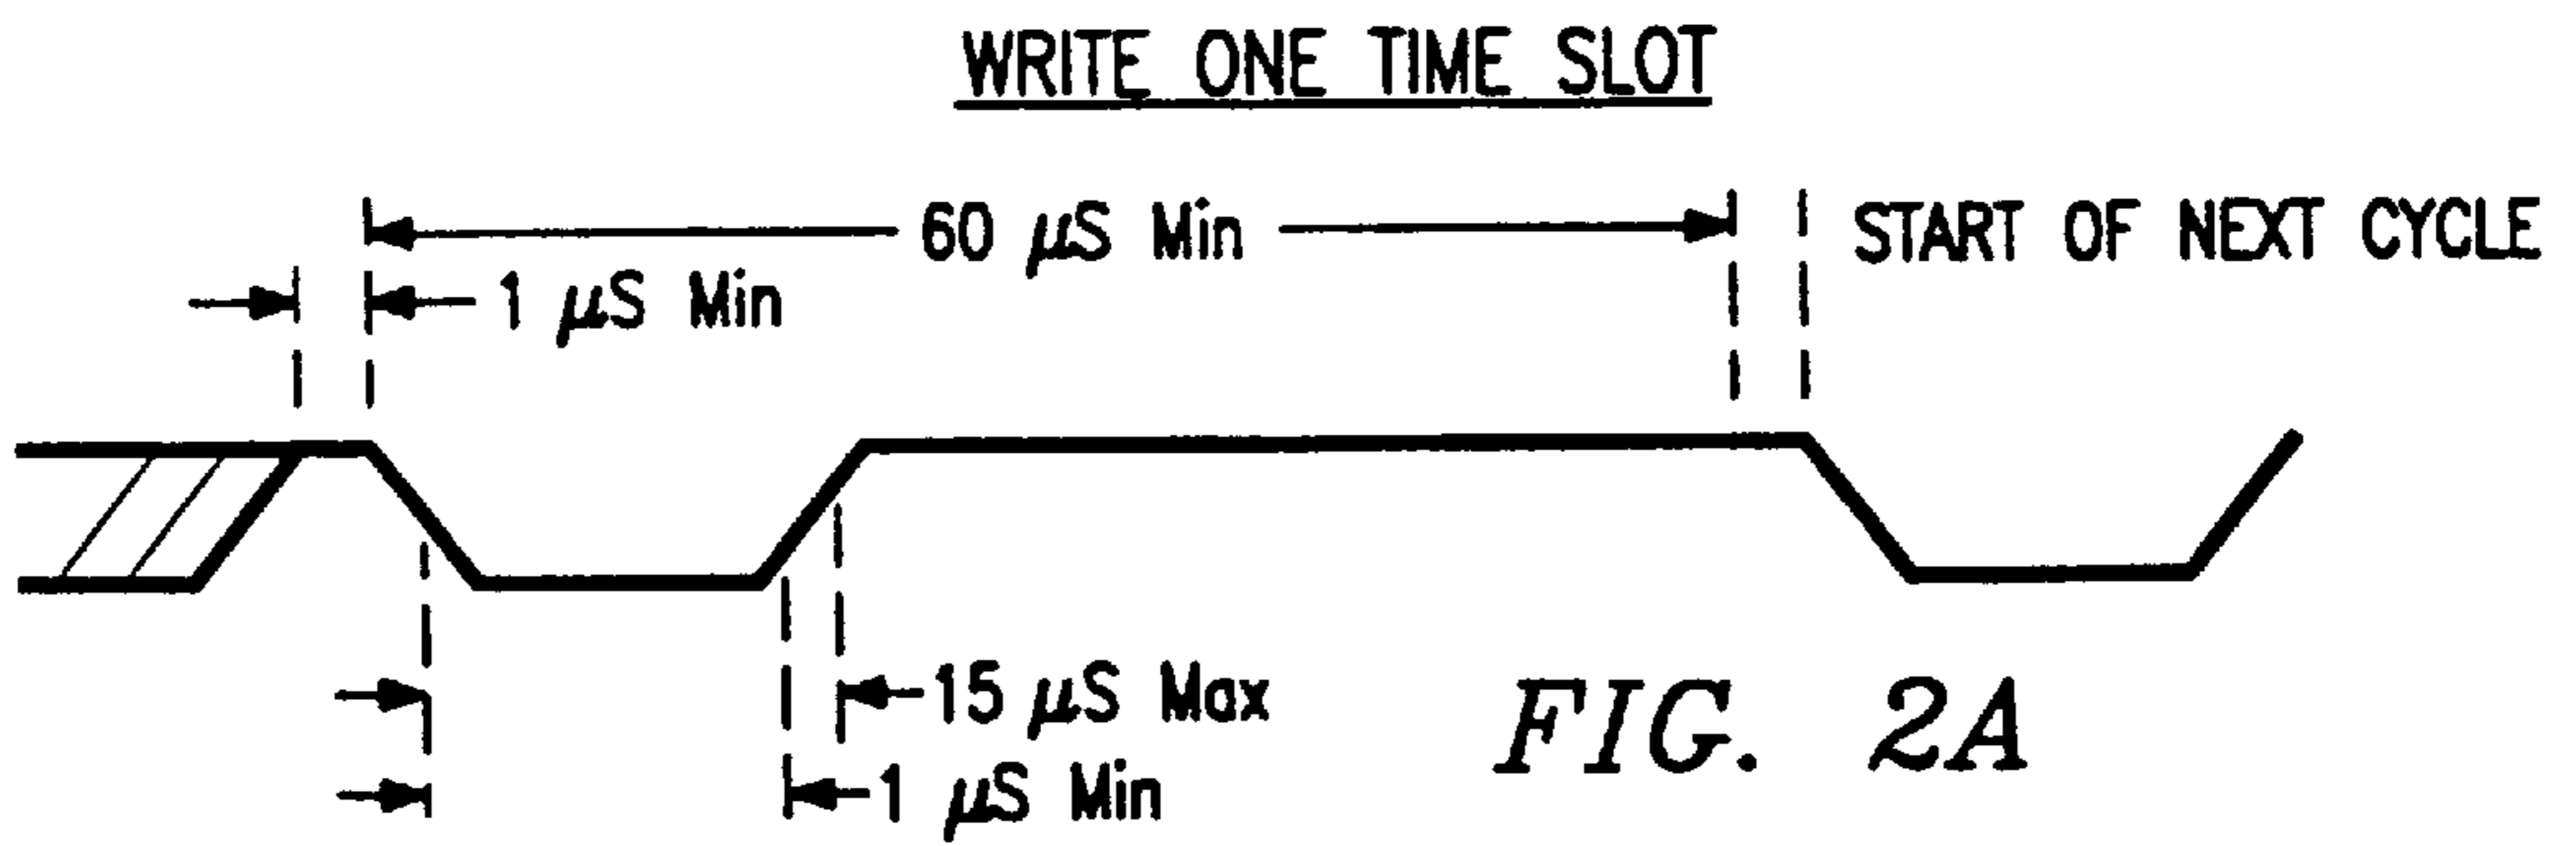 WRITE ONE TIME SLOT
60 µS Min
START OF NEXT CYCLE
1 µS Min
15 µS Max
1 µS Min
FIG. 2A